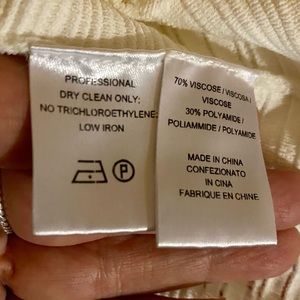 PROFESSIONAL
DRY CLEAN ONLY;
NO TRICHLOROETHYLENE;
LOW IRON
P
70% VISCOSE / VISCOSA /
VISCOSE
30% POLYAMIDE /
POLIAMMIDE / POLYAMIDE
MADE IN CHINA
CONFEZIONATO
IN CINA
FABRIQUE EN CHINE